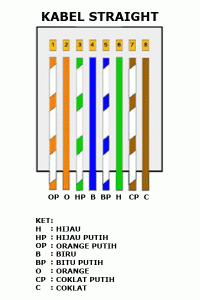 KABEL STRAIGHT
1 2 3 4 5 6 7 8
OP O HP B BP H CP C
KET:
H : HIJAU
HP : HIJAU PUTIH
OP : ORANGE PUTIH
B : BIRU
BP : BITU PUTIH
O : ORANGE
CP : COKLAT PUTIH
C : COKLAT